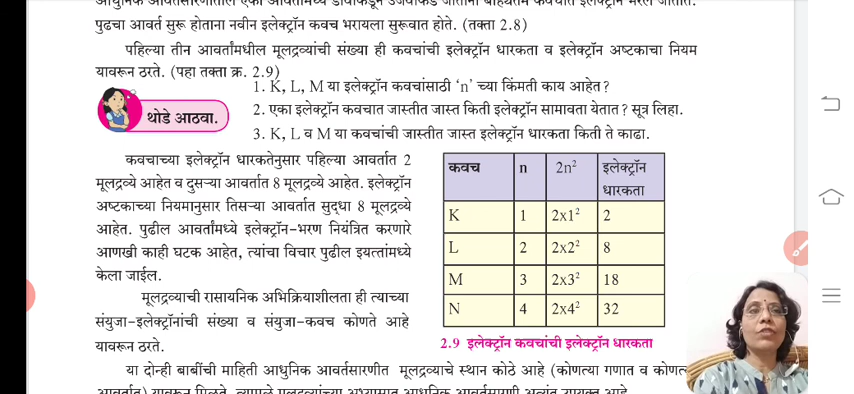 पुढचा आवर्त सुरू होताना नवीन इलेक्ट्रॉन कवच भरायला सुरूवात होते. (तक्ता 2.8)
पहिल्या तीन आवर्तांमधील मूलद्रव्यांची संख्या ही कवचांची इलेक्ट्रॉन धारकता व इलेक्ट्रॉन अष्टकाचा नियम
यावरून ठरते. (पहा तक्ता क्र. 2.9)
1. K, L, M या इलेक्ट्रॉन कवचांसाठी ‘n’ च्या किंमती काय आहेत ?
थोडे आठवा.
2. एका इलेक्ट्रॉन कवचात जास्तीत जास्त किती इलेक्ट्रॉन सामावता येतात ? सूत्र लिहा.
3. K, L व M या कवचांची जास्तीत जास्त इलेक्ट्रॉन धारकता किती ते काढा.
कवचाच्या इलेक्ट्रॉन धारकतेनुसार पहिल्या आवर्तात 2
मूलद्रव्ये आहेत व दुसऱ्या आवर्तात 8 मूलद्रव्ये आहेत. इलेक्ट्रॉन
अष्टकाच्या नियमानुसार तिसऱ्या आवर्तात सुद्धा 8 मूलद्रव्ये
आहेत. पुढील आवर्तांमध्ये इलेक्ट्रॉन-भरण नियंत्रित करणारे
आणखी काही घटक आहेत, त्यांचा विचार पुढील इयत्तांमध्ये
केला जाईल.
मूलद्रव्याची रासायनिक अभिक्रियाशीलता ही त्याच्या
संयुजा-इलेक्ट्रॉनांची संख्या व संयुजा-कवच कोणते आहे
यावरून ठरते.
कवच n 2n² इलेक्ट्रॉन
धारकता
K 1 2x1² 2
L 2 2x2² 8
M 3 2x3² 18
N 4 2x4² 32
2.9 इलेक्ट्रॉन कवचांची इलेक्ट्रॉन धारकता
या दोन्ही बाबींची माहिती आधुनिक आवर्तसारणीत मूलद्रव्याचे स्थान कोठे आहे (कोणत्या गणात व